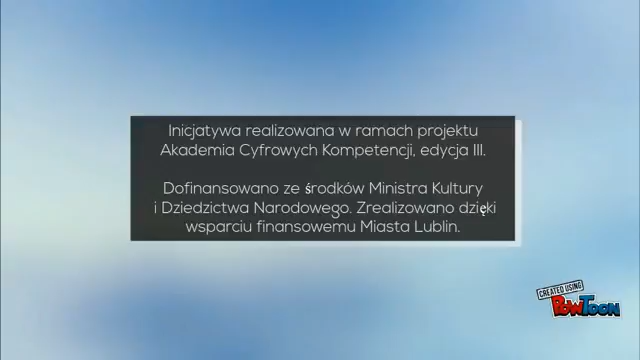 Inicjatywa realizowana w ramach projektu
Akademia Cyfrowych Kompetencji, edycja III.
Dofinansowano ze środków Ministra Kultury
i Dziedzictwa Narodowego. Zrealizowano dzięki
wsparciu finansowemu Miasta Lublin.
CREATED USING
POWTOON